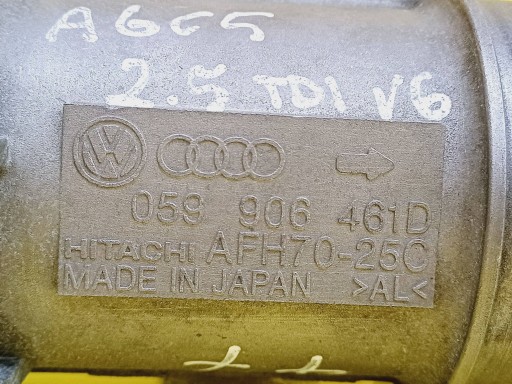 A6C5
2.5 TDI V6
059 906 461D
HITACHI AFH70-25C
MADE IN JAPAN >AL<